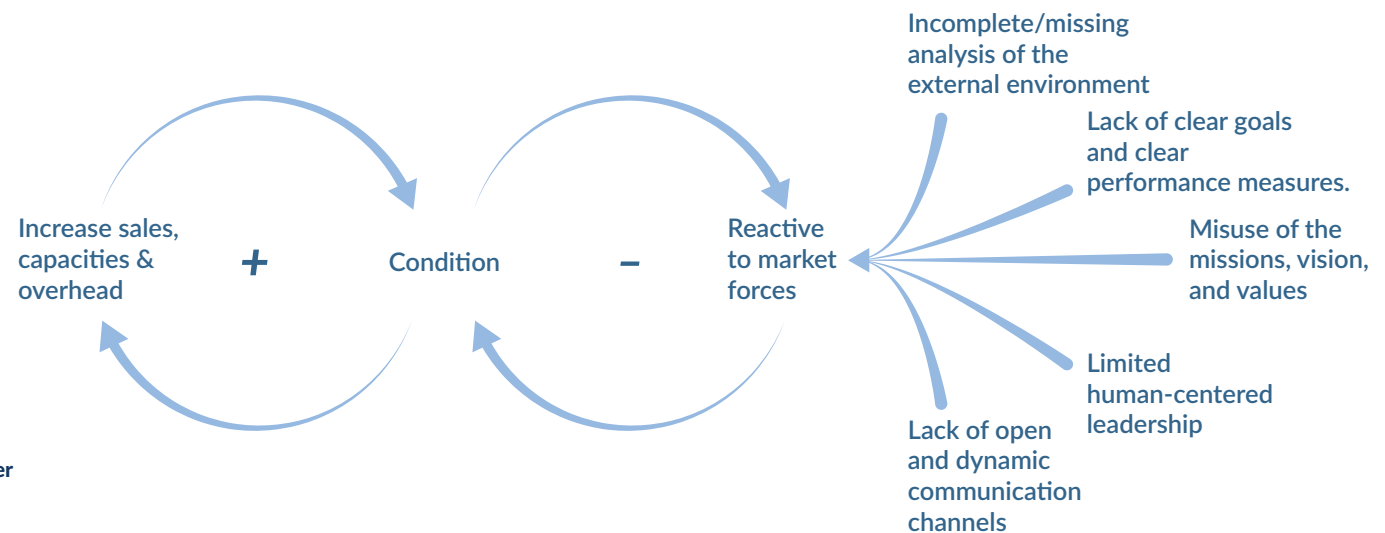 Increase sales,
capacities &
overhead
+
Condition
–
Reactive
to market
forces
Incomplete/missing
analysis of the
external environment
Lack of clear goals
and clear
performance measures.
Misuse of the
missions, vision,
and values
Limited
human-centered
leadership
Lack of open
and dynamic
communication
channels
er